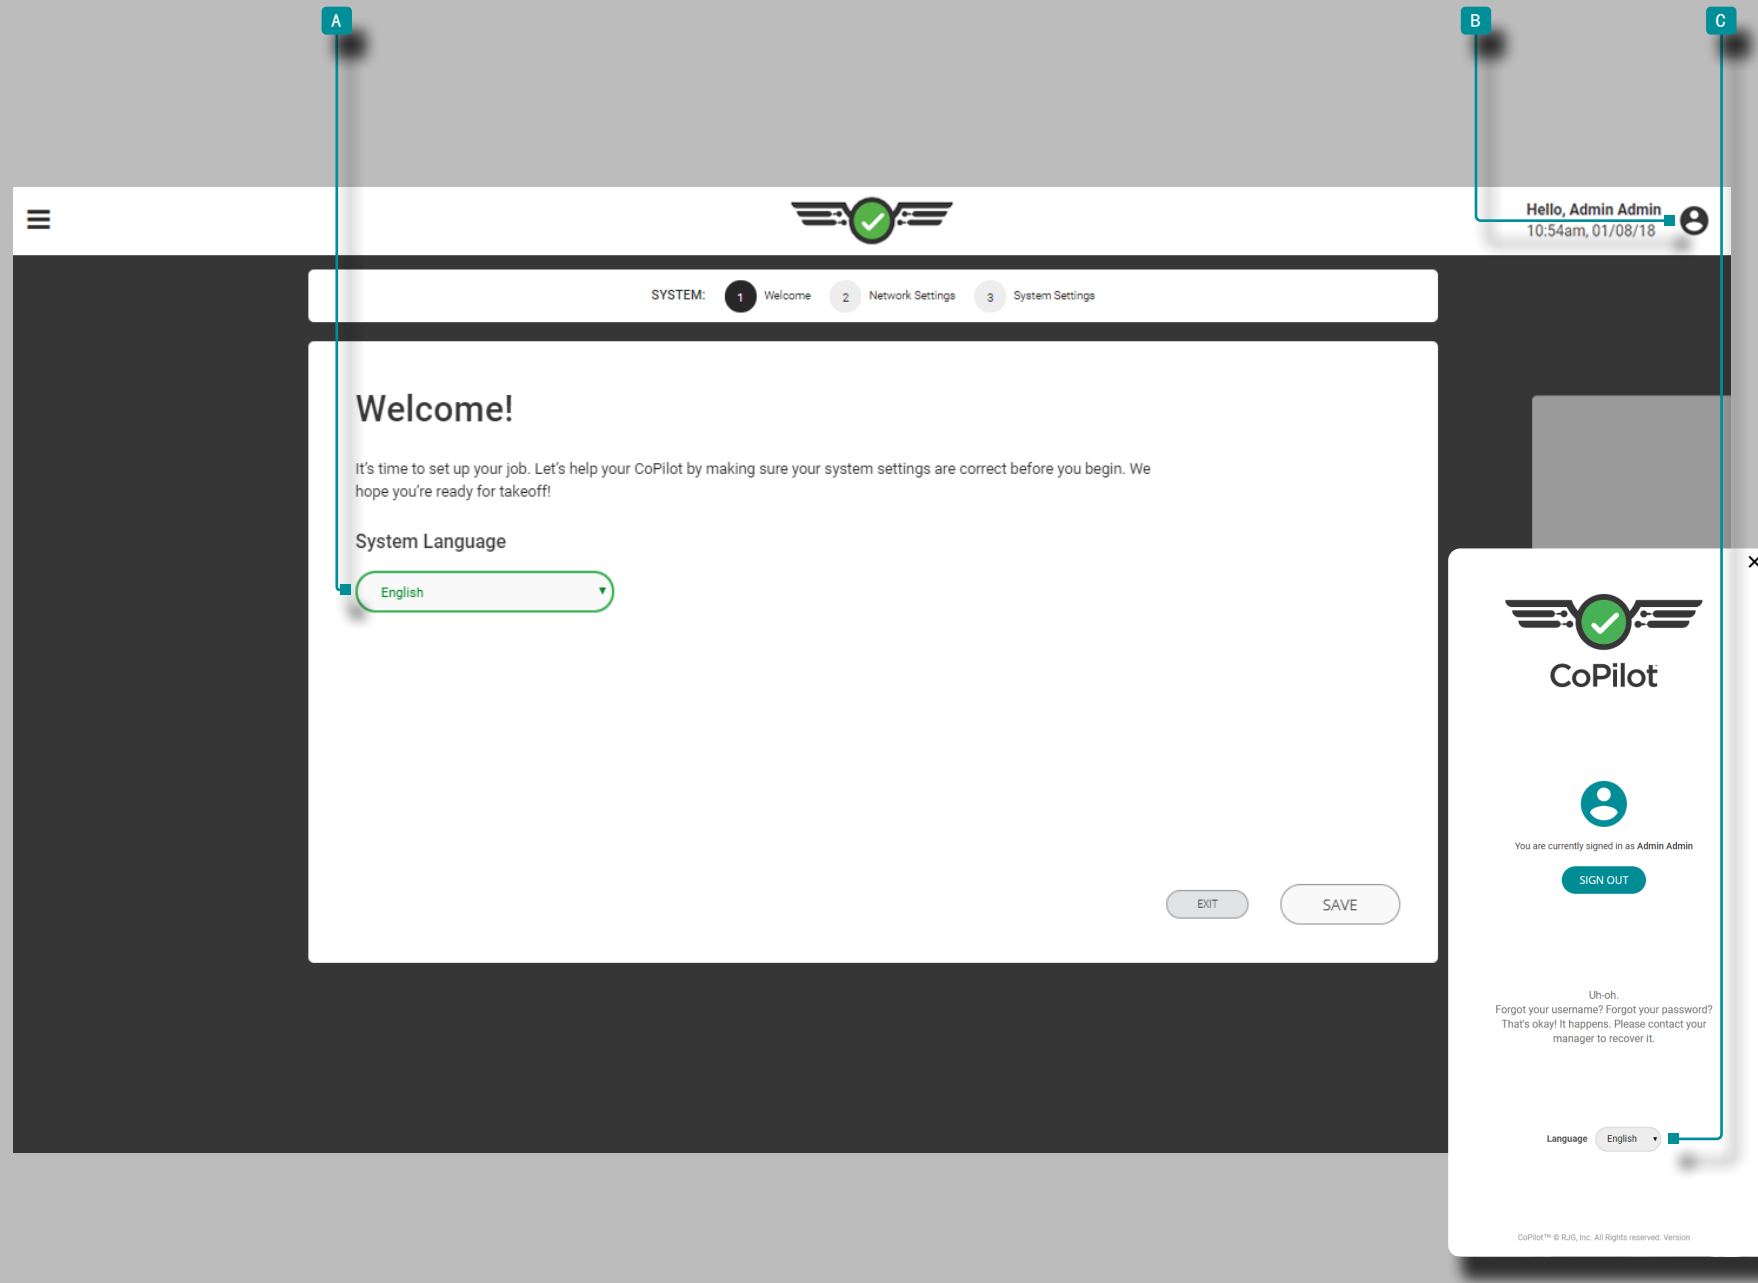 A
B
C
Hello, Admin Admin
10:54am, 01/08/18
SYSTEM: 1 Welcome 2 Network Settings 3 System Settings
Welcome!
It's time to set up your job. Let's help your CoPilot by making sure your system settings are correct before you begin. We
hope you're ready for takeoff!
System Language
English
EXIT
SAVE
CoPilot
You are currently signed in as Admin Admin
SIGN OUT
Uh-oh.
Forgot your username? Forgot your password?
That's okay! It happens. Please contact your
manager to recover it.
Language English
CoPilot™ © RJG, Inc. All Rights reserved. Version